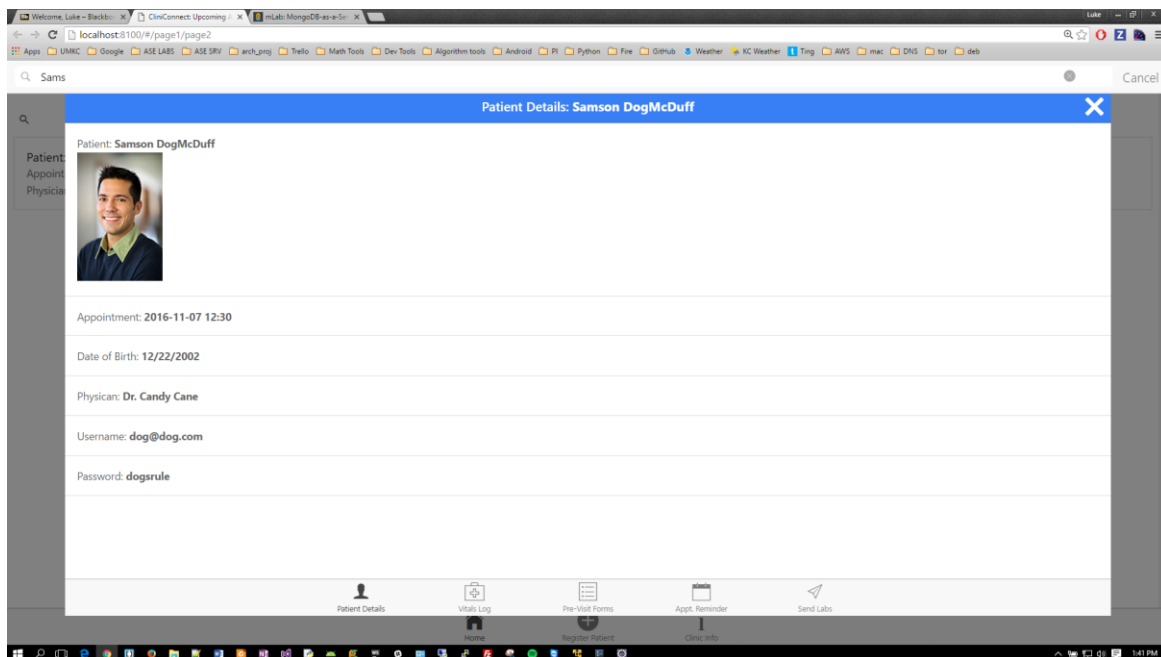 Welcome, Luke – Blackbo
CliniConnect: Upcoming A
mLab: MongoDB-as-a-Ser
Luke
localhost:8100/#/page1/page2
Apps UMKC Google ASE LABS ASE SRV arch_proj Trello Math Tools Dev Tools Algorithm tools Android PI Python Fire GitHub Weather KC Weather Ting AWS mac DNS tor deb
Sams
Cancel
Patient Details: Samson DogMcDuff
Patient:
Appoint
Physicia
Patient: Samson DogMcDuff
Appointment: 2016-11-07 12:30
Date of Birth: 12/22/2002
Physican: Dr. Candy Cane
Username: dog@dog.com
Password: dogsrule
Patient Details Vitals Log Pre-Visit Forms Appt. Reminder Send Labs
Home Register Patient Clinic Info
1:41 PM